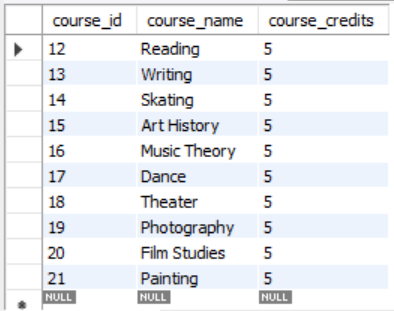 course_id course_name course_credits
12 Reading 5
13 Writing 5
14 Skating 5
15 Art History 5
16 Music Theory 5
17 Dance 5
18 Theater 5
19 Photography 5
20 Film Studies 5
21 Painting 5
NULL NULL NULL